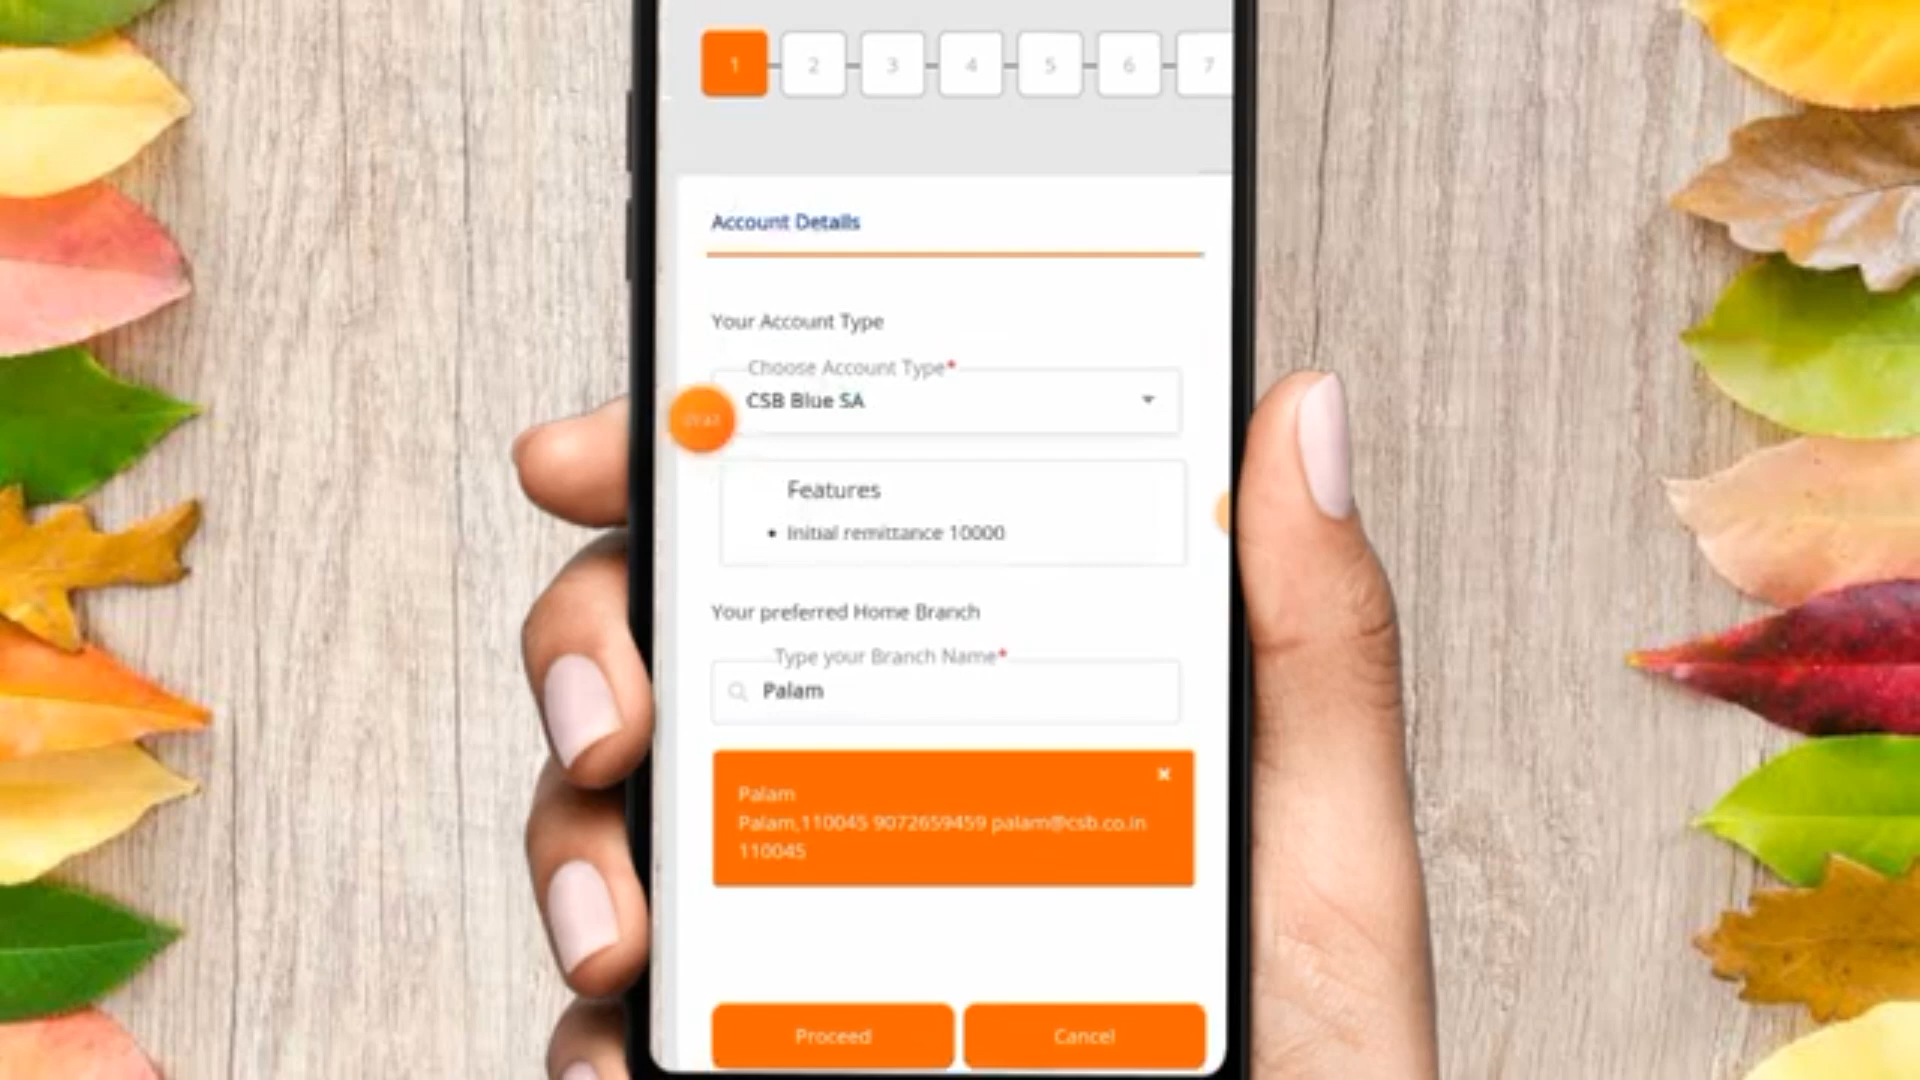 1 2 3 4 5 6 7
Account Details
Your Account Type
Choose Account Type*
CSB Blue SA
Features
• Initial remittance 10000
Your preferred Home Branch
Type your Branch Name*
Palam
×
Palam
Palam,110045 9072659459 palam@csb.co.in
110045
Proceed Cancel